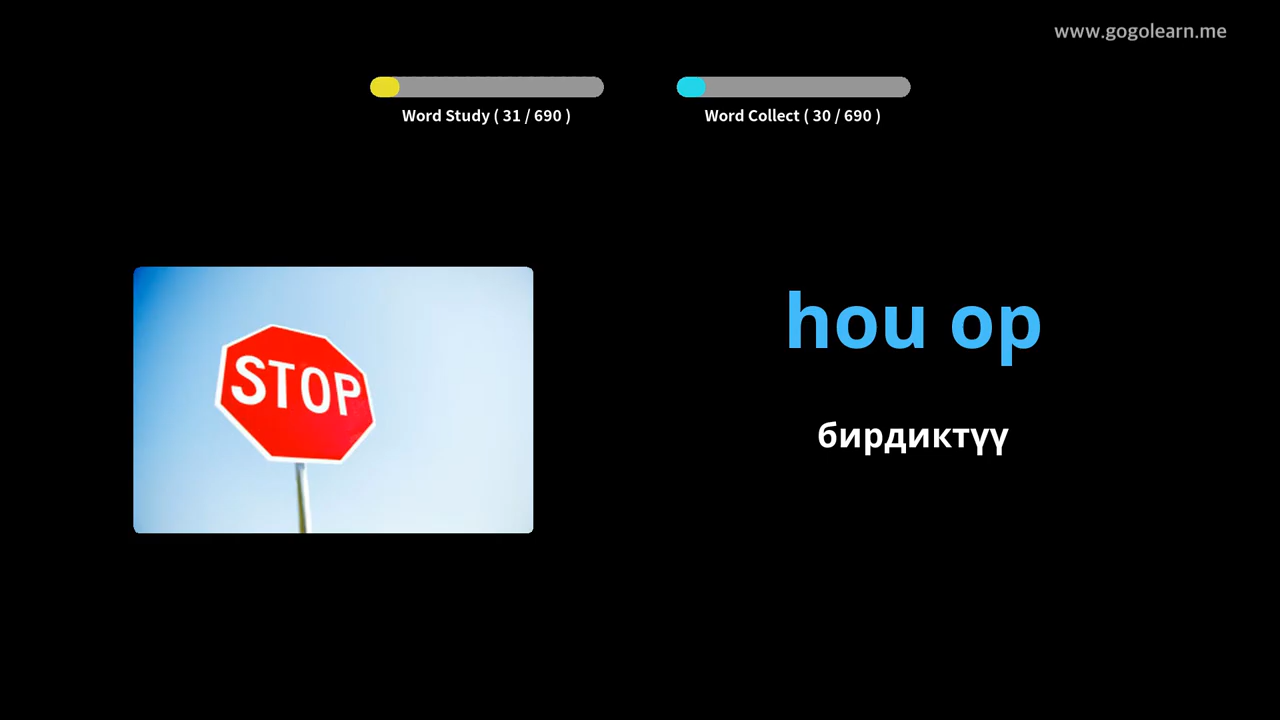 www.gogolearn.me
Word Study ( 31 / 690 )
Word Collect ( 30 / 690 )
STOP
hou op
бирдиктүү